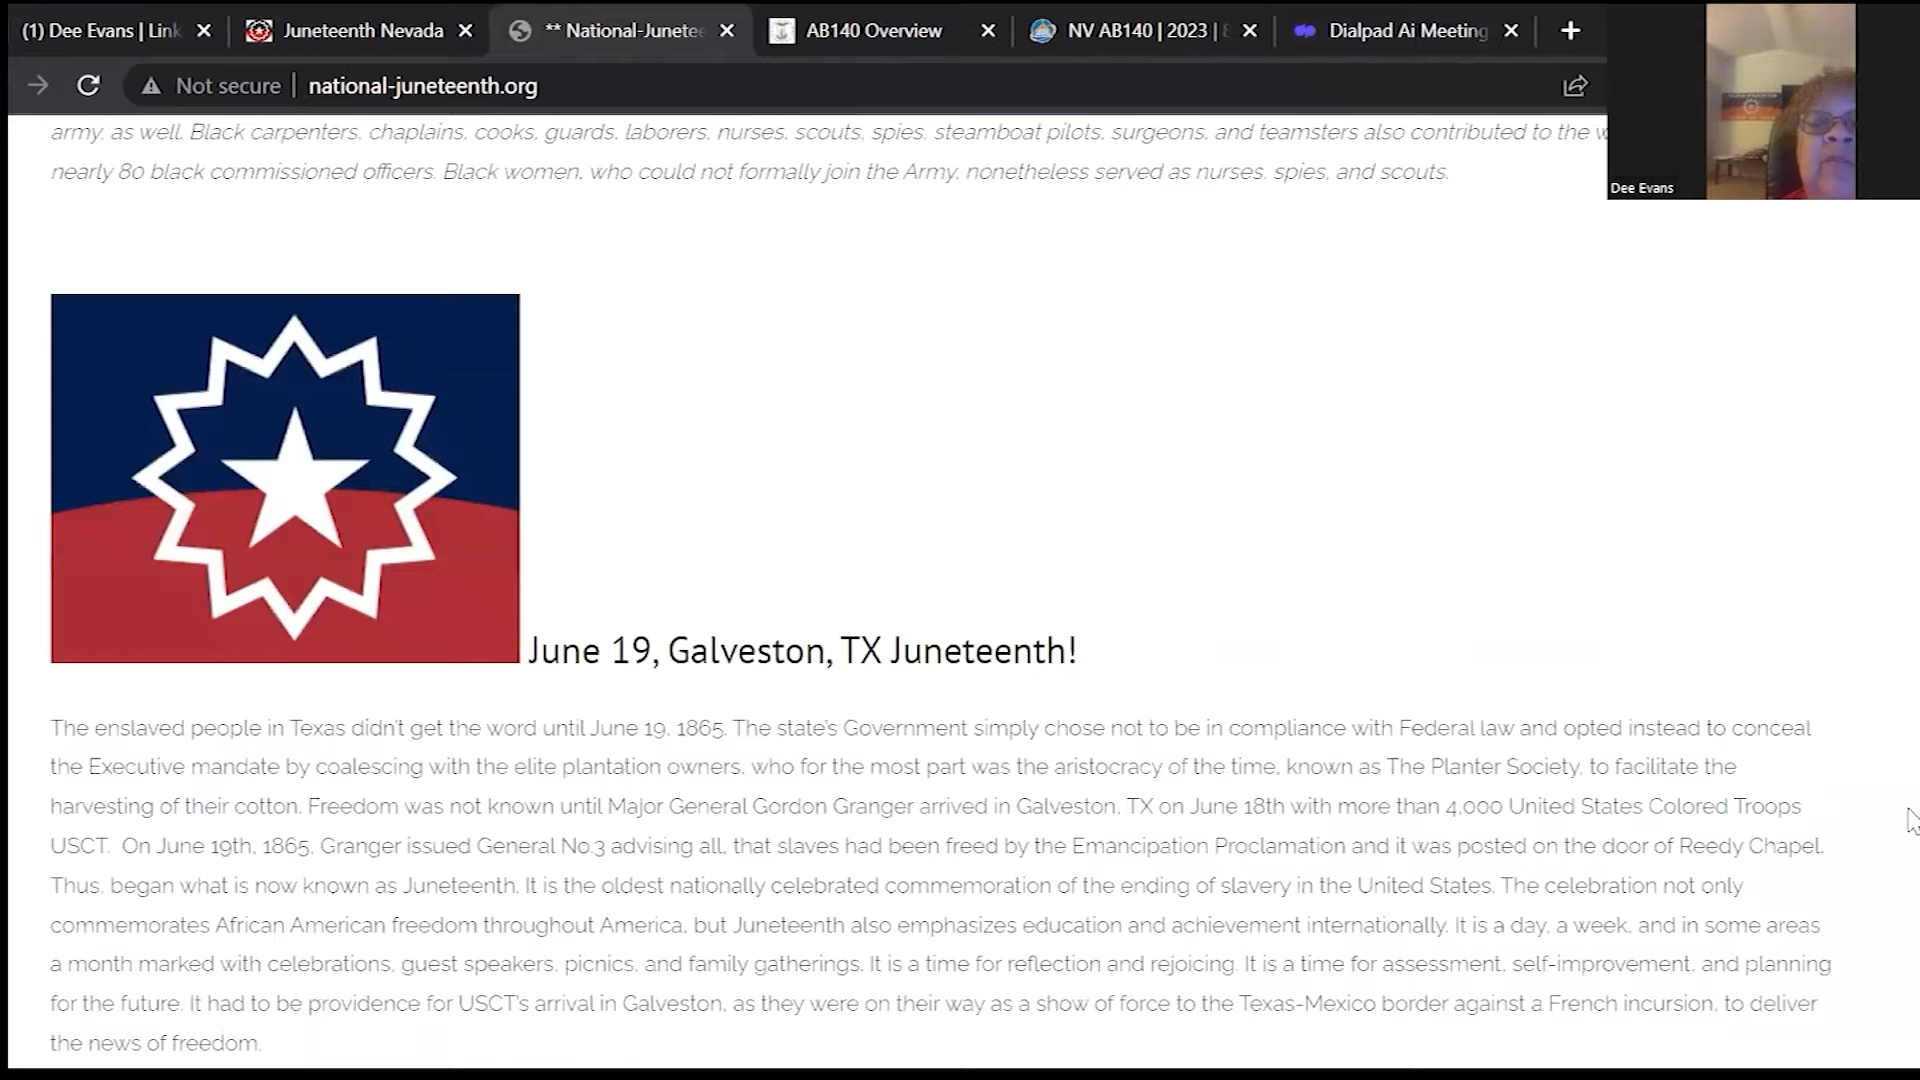 (1) Dee Evans | Link
Juneteenth Nevada
** National-Junetee
AB140 Overview
NV AB140 | 2023 |
Dialpad Ai Meeting
Not secure
national-juneteenth.org
army, as well. Black carpenters, chaplains, cooks, guards, laborers, nurses, scouts, spies, steamboat pilots, surgeons, and teamsters also contributed to the w
nearly 80 black commissioned officers. Black women, who could not formally join the Army, nonetheless served as nurses, spies, and scouts.
Dee Evans
June 19, Galveston, TX Juneteenth!
The enslaved people in Texas didn't get the word until June 19, 1865. The state's Government simply chose not to be in compliance with Federal law and opted instead to conceal
the Executive mandate by coalescing with the elite plantation owners, who for the most part was the aristocracy of the time, known as The Planter Society, to facilitate the
harvesting of their cotton. Freedom was not known until Major General Gordon Granger arrived in Galveston, TX on June 18th with more than 4,000 United States Colored Troops
USCT. On June 19th, 1865, Granger issued General No.3 advising all, that slaves had been freed by the Emancipation Proclamation and it was posted on the door of Reedy Chapel.
Thus, began what is now known as Juneteenth. It is the oldest nationally celebrated commemoration of the ending of slavery in the United States. The celebration not only
commemorates African American freedom throughout America, but Juneteenth also emphasizes education and achievement internationally. It is a day, a week, and in some areas
a month marked with celebrations, guest speakers, picnics, and family gatherings. It is a time for reflection and rejoicing. It is a time for assessment, self-improvement, and planning
for the future. It had to be providence for USCT's arrival in Galveston, as they were on their way as a show of force to the Texas-Mexico border against a French incursion, to deliver
the news of freedom.